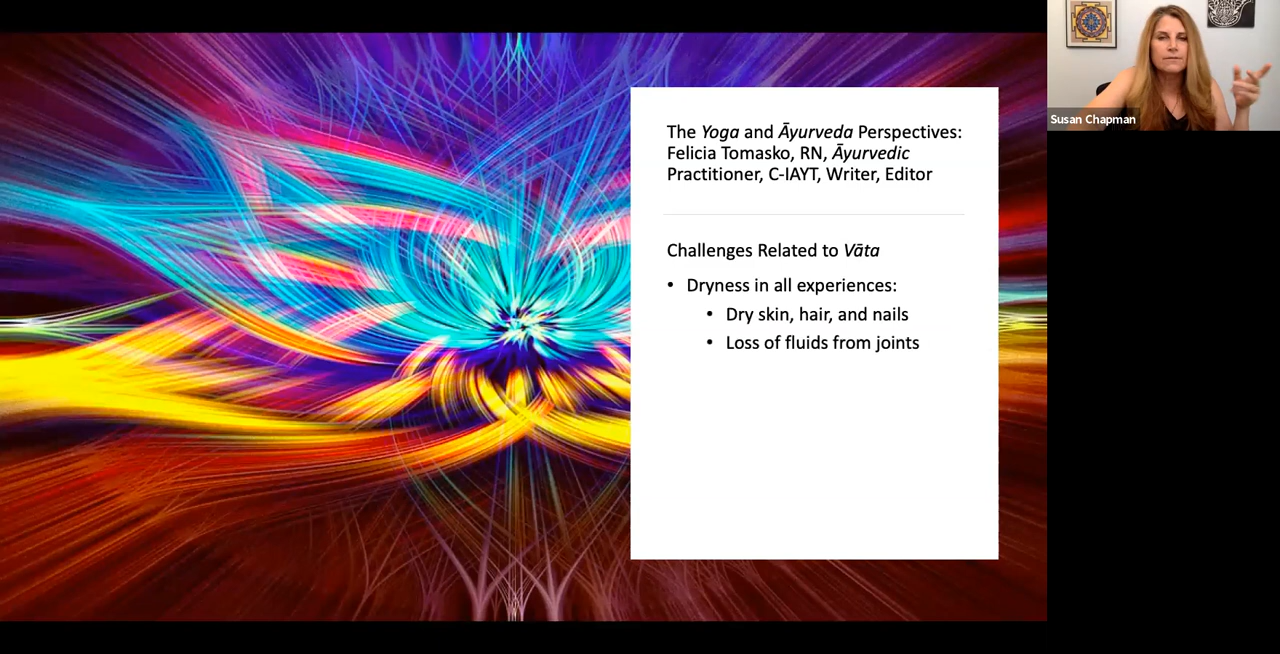 The Yoga and Āyurveda Perspectives:
Felicia Tomasko, RN, Āyurvedic
Practitioner, C-IAYT, Writer, Editor
Challenges Related to Vāta
• Dryness in all experiences:
• Dry skin, hair, and nails
• Loss of fluids from joints
Susan Chapman